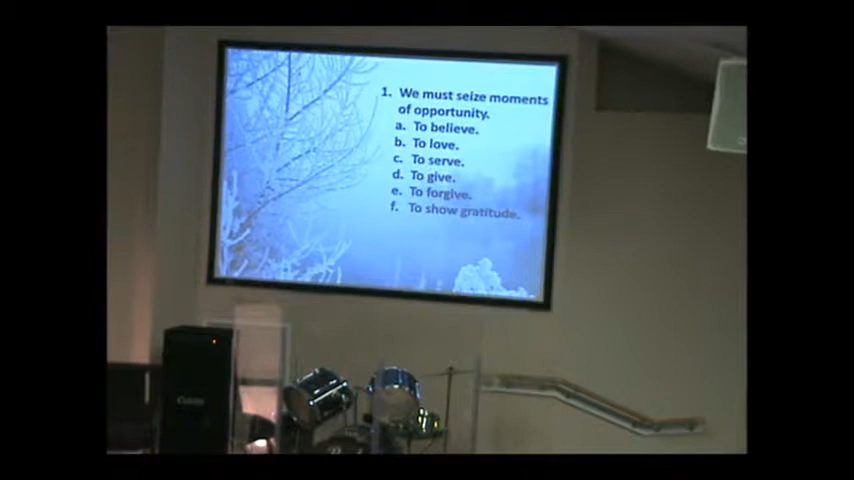 1. We must seize moments
of opportunity.
a. To believe.
b. To love.
c. To serve.
d. To give.
e. To forgive.
f. To show gratitude.